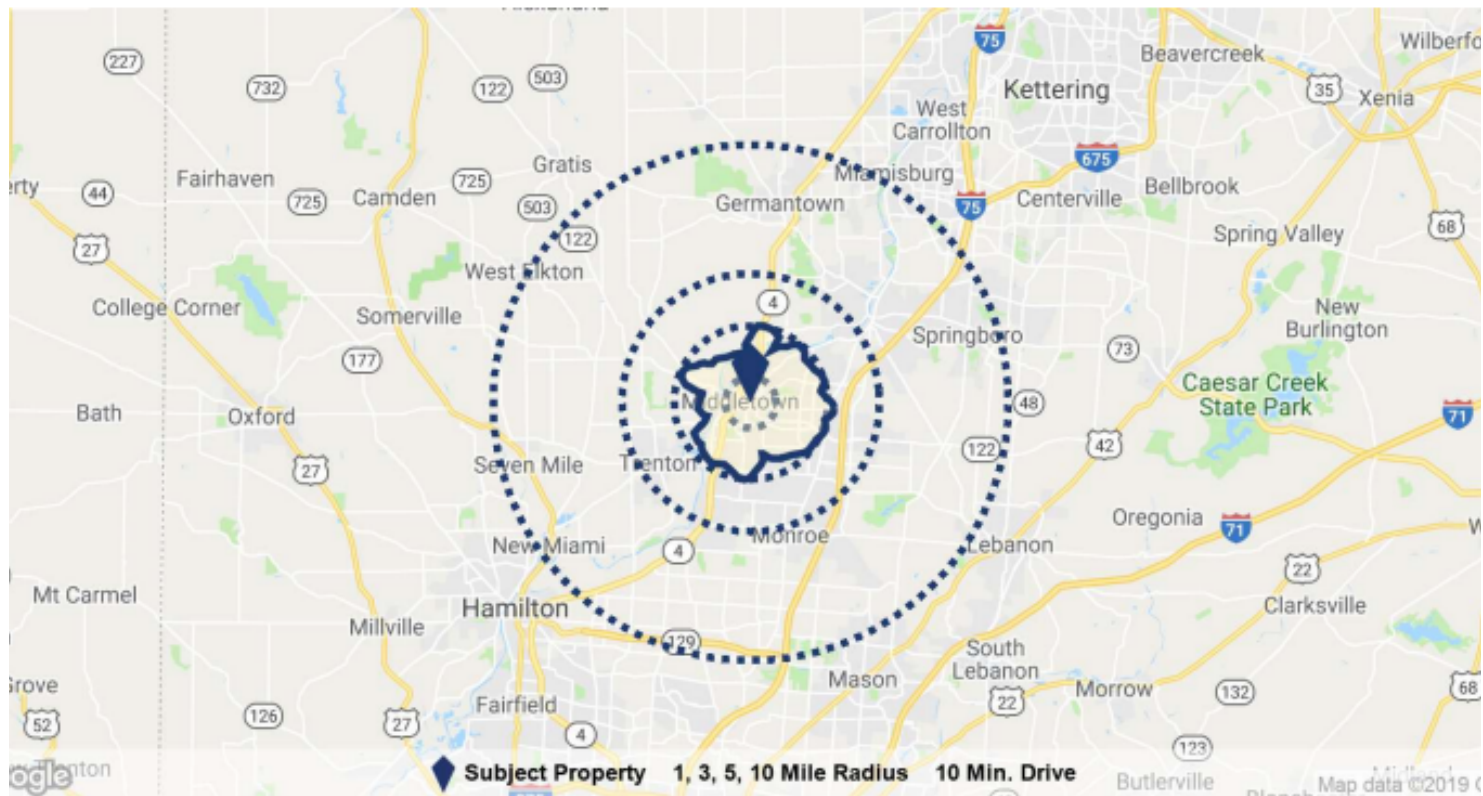 227
732
122
503
75
Kettering
Beavercreek
35
Xenia
West
Carrollton
675
Gratis
Miamisburg
Fairhaven
44
725
725
Camden
503
Germantown
75
Centerville
Bellbrook
122
27
Spring Valley
68
West Elkton
College Corner
4
New
Burlington
Somerville
Springboro
177
73
Caesar Creek
State Park
Bath
Oxford
Middletown
48
71
122
42
27
Seven Mile
Trenton
Oregonia
71
New Miami
4
Monroe
Lebanon
22
Mt Carmel
Hamilton
Clarksville
Millville
129
South
Lebanon
Mason
Morrow
132
68
52
126
27
Fairfield
22
4
123
Subject Property 1, 3, 5, 10 Mile Radius 10 Min. Drive
Butlerville
Map data ©2019